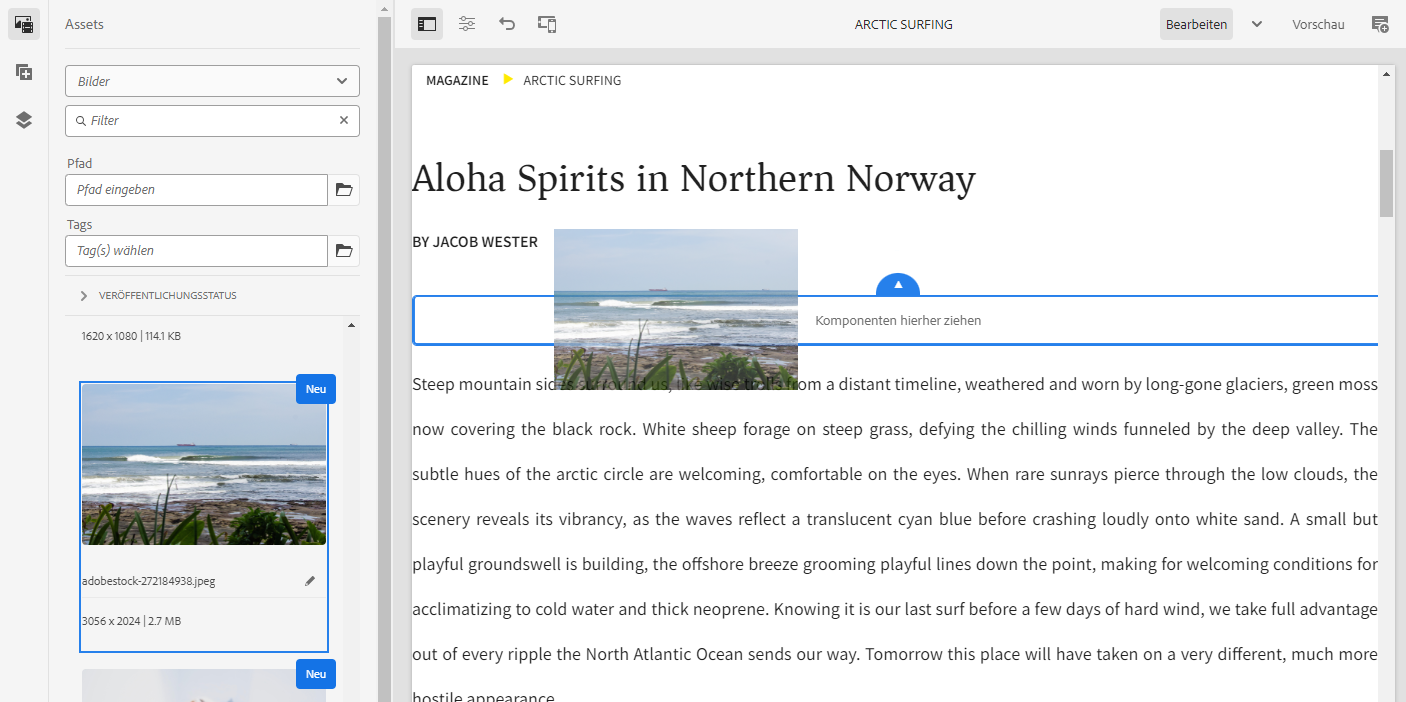 Assets
Bilder
Filter
Pfad
Pfad eingeben
Tags
Tag(s) wählen
VERÖFFENTLICHUNGSSTATUS
1620 x 1080 | 114.1 KB
Neu
adobestock-272184938.jpeg
3056 x 2024 | 2.7 MB
Neu
ARCTIC SURFING
Bearbeiten
Vorschau
MAGAZINE ARCTIC SURFING
Aloha Spirits in Northern Norway
BY JACOB WESTER
Komponenten hierher ziehen
Steep mountain sides surround us, like wise trolls from a distant timeline, weathered and worn by long-gone glaciers, green moss
now covering the black rock. White sheep forage on steep grass, defying the chilling winds funneled by the deep valley. The
subtle hues of the arctic circle are welcoming, comfortable on the eyes. When rare sunrays pierce through the low clouds, the
scenery reveals its vibrancy, as the waves reflect a translucent cyan blue before crashing loudly onto white sand. A small but
playful groundswell is building, the offshore breeze grooming playful lines down the point, making for welcoming conditions for
acclimatizing to cold water and thick neoprene. Knowing it is our last surf before a few days of hard wind, we take full advantage
out of every ripple the North Atlantic Ocean sends our way. Tomorrow this place will have taken on a very different, much more
hostile appearance.